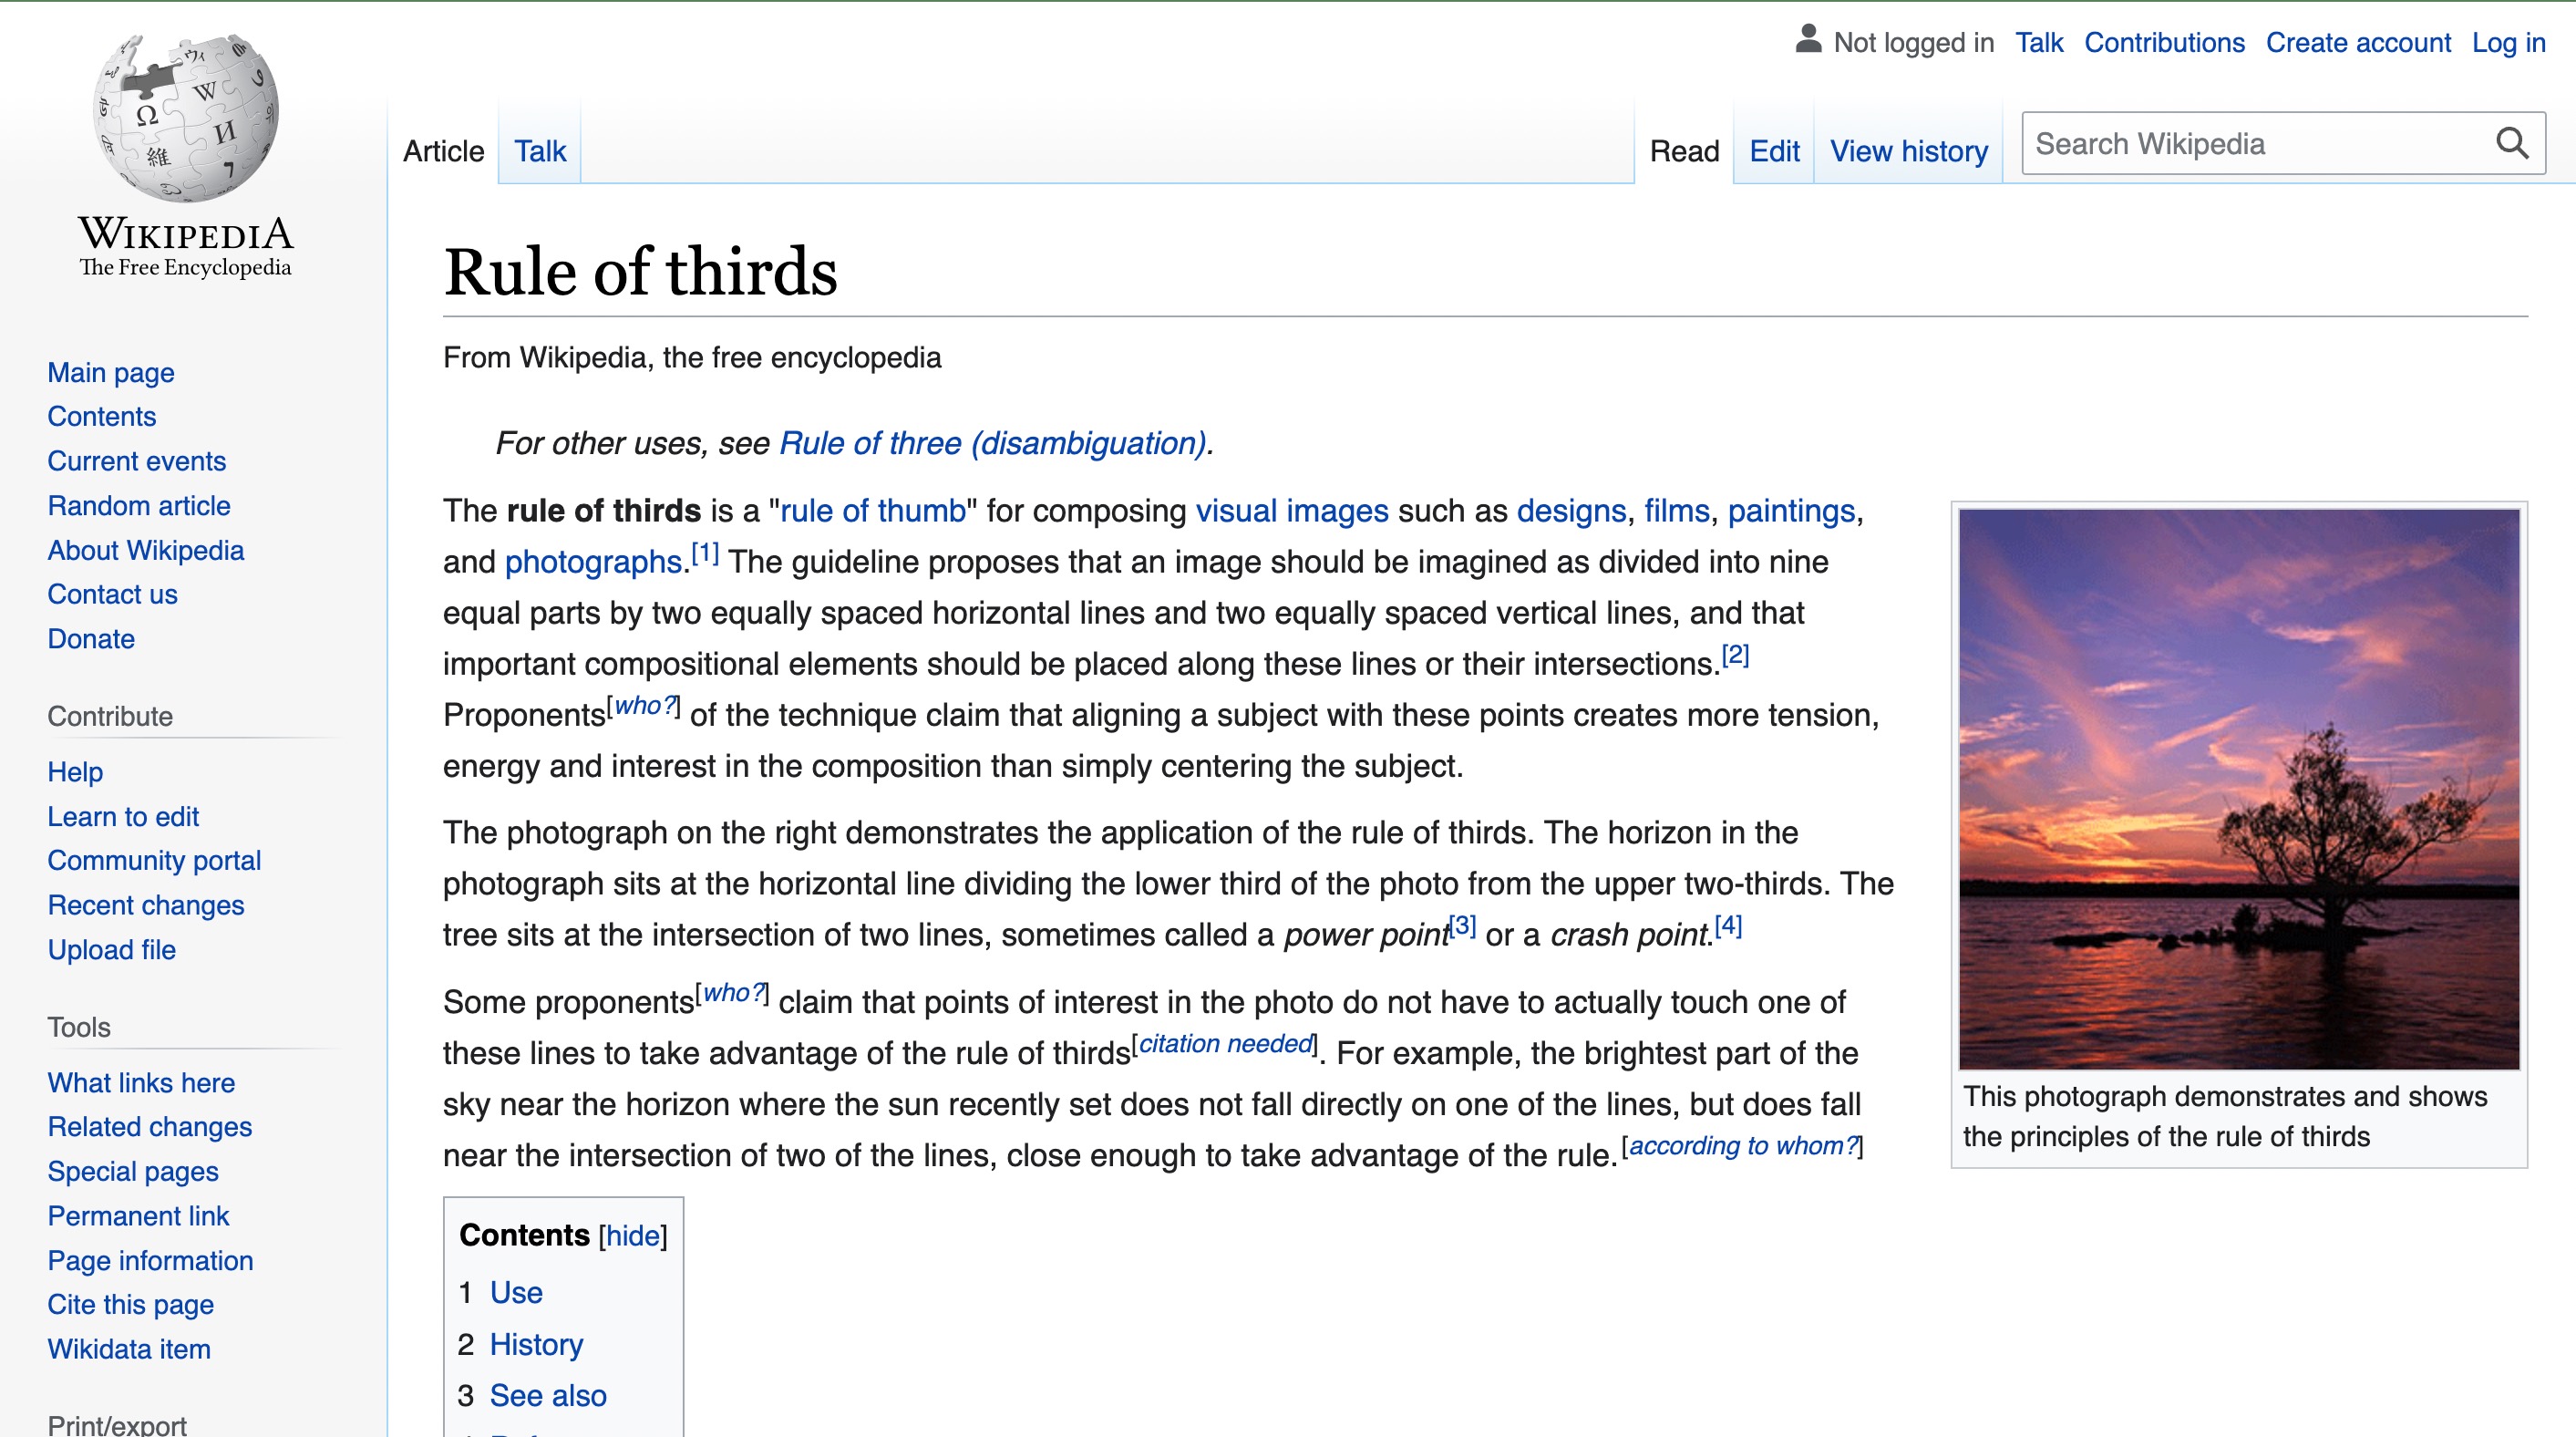 Not logged in Talk Contributions Create account Log in
Article Talk Read Edit View history Search Wikipedia
Ω W И 維 ウィ 7
WIKIPEDIA
The Free Encyclopedia
Main page
Contents
Current events
Random article
About Wikipedia
Contact us
Donate
Contribute
Help
Learn to edit
Community portal
Recent changes
Upload file
Tools
What links here
Related changes
Special pages
Permanent link
Page information
Cite this page
Wikidata item
Print/export
Rule of thirds
From Wikipedia, the free encyclopedia
For other uses, see Rule of three (disambiguation).
The rule of thirds is a "rule of thumb" for composing visual images such as designs, films, paintings,
and photographs.[1] The guideline proposes that an image should be imagined as divided into nine
equal parts by two equally spaced horizontal lines and two equally spaced vertical lines, and that
important compositional elements should be placed along these lines or their intersections.[2]
Proponents[who?] of the technique claim that aligning a subject with these points creates more tension,
energy and interest in the composition than simply centering the subject.
The photograph on the right demonstrates the application of the rule of thirds. The horizon in the
photograph sits at the horizontal line dividing the lower third of the photo from the upper two-thirds. The
tree sits at the intersection of two lines, sometimes called a power point[3] or a crash point.[4]
Some proponents[who?] claim that points of interest in the photo do not have to actually touch one of
these lines to take advantage of the rule of thirds[citation needed]. For example, the brightest part of the
sky near the horizon where the sun recently set does not fall directly on one of the lines, but does fall
near the intersection of two of the lines, close enough to take advantage of the rule.[according to whom?]
This photograph demonstrates and shows
the principles of the rule of thirds
Contents [hide]
1 Use
2 History
3 See also